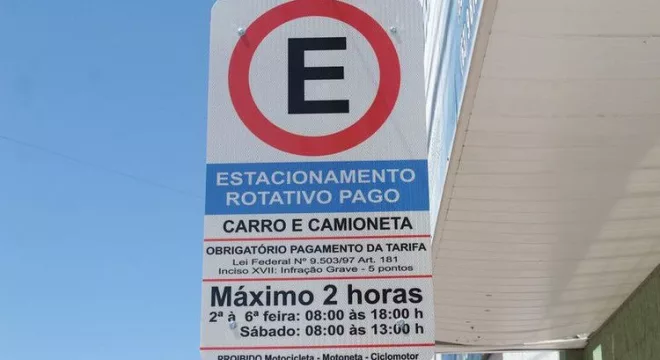 E
ESTACIONAMENTO
ROTATIVO PAGO
CARRO E CAMIONETA
OBRIGATÓRIO PAGAMENTO DA TARIFA
Lei Federal Nº 9.503/97 Art. 181
Inciso XVII: Infração Grave - 5 pontos
Máximo 2 horas
2ª à 6ª feira: 08:00 às 18:00 h
Sábado: 08:00 às 13:00 h
PROIBIDO Motocicleta - Motoneta - Ciclomotor